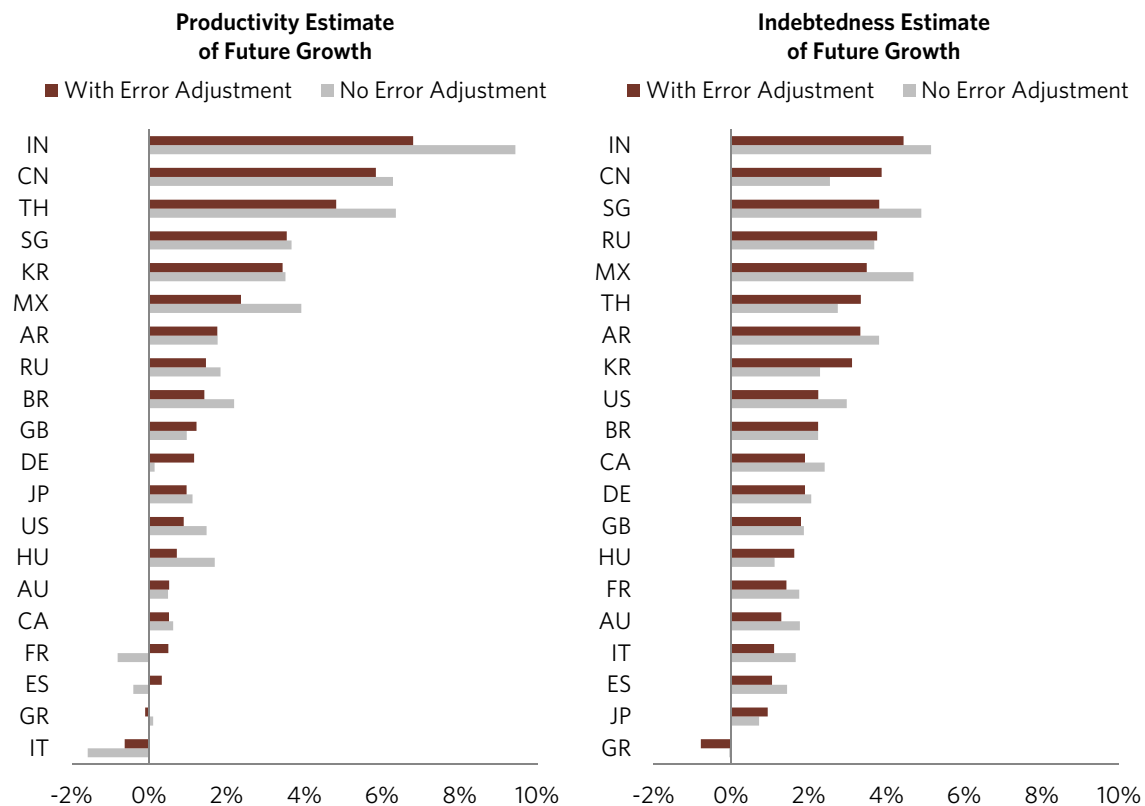 Productivity Estimate
of Future Growth
With Error Adjustment No Error Adjustment
IN
CN
TH
SG
KR
MX
AR
RU
BR
GB
DE
JP
US
HU
AU
CA
FR
ES
GR
IT
-2% 0% 2% 4% 6% 8% 10%
Indebtedness Estimate
of Future Growth
With Error Adjustment No Error Adjustment
IN
CN
SG
RU
MX
TH
AR
KR
US
BR
CA
DE
GB
HU
FR
AU
IT
ES
JP
GR
-2% 0% 2% 4% 6% 8% 10%